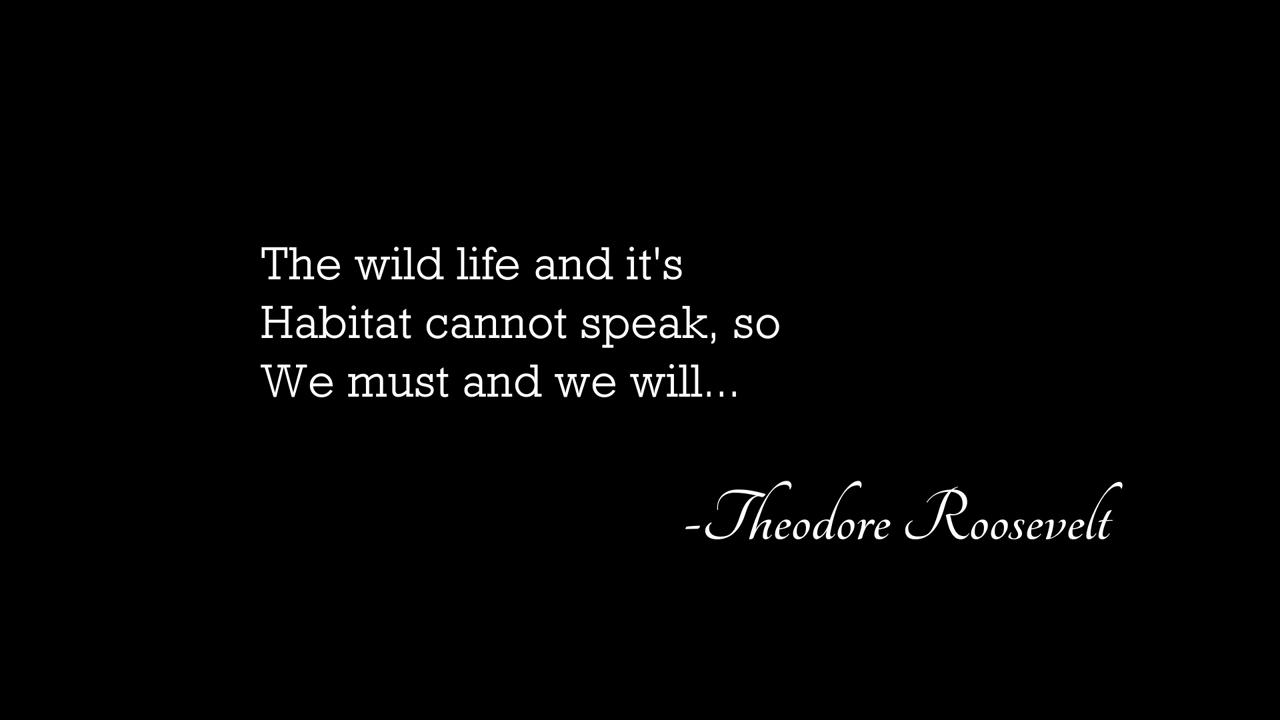 The wild life and it's
Habitat cannot speak, so
We must and we will...
-Theodore Roosevelt